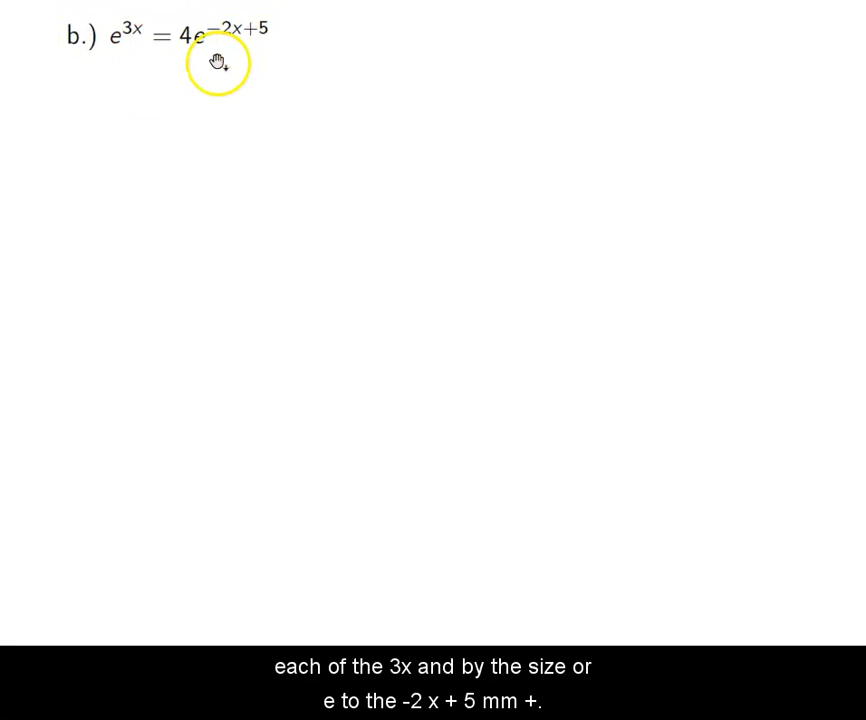 b.) e^{3x} = 4e^{-2x+5}
each of the 3x and by the size or
e to the -2 x + 5 mm +.